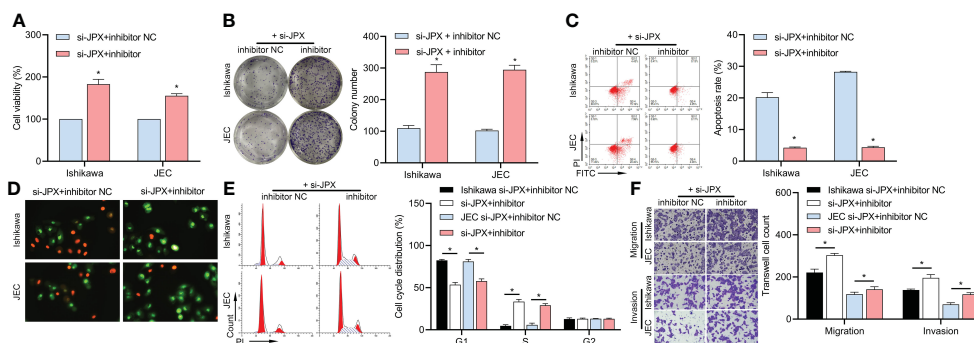 A
si-JPX+inhibitor NC
si-JPX+inhibitor
Cell viability (%)
200
150
100
50
0
*
*
Ishikawa
JEC
B
+ si-JPX
inhibitor NC
inhibitor
Ishikawa
JEC
si-JPX + inhibitor NC
si-JPX + inhibitor
Colony number
400
300
200
100
0
*
*
Ishikawa
JEC
C
+ si-JPX
inhibitor NC
inhibitor
Ishikawa
JEC
PI
FITC
si-JPX+inhibitor NC
si-JPX+inhibitor
Apoptosis rate (%)
40
30
20
10
0
*
*
Ishikawa
JEC
D
si-JPX+inhibitor NC
si-JPX+inhibitor
Ishikawa
JEC
E
+ si-JPX
inhibitor NC
inhibitor
Ishikawa
JEC
Count
PI
Ishikawa si-JPX+inhibitor NC
si-JPX+inhibitor
JEC si-JPX+inhibitor NC
si-JPX+inhibitor
Cell cycle distribution (%)
100
50
0
*
*
*
*
G1
S
G2
F
+ si-JPX
inhibitor NC
inhibitor
Migration
Ishikawa
JEC
Invasion
Ishikawa
JEC
Ishikawa si-JPX+inhibitor NC
si-JPX+inhibitor
JEC si-JPX+inhibitor NC
si-JPX+inhibitor
Transwell cell count
400
300
200
100
0
*
*
*
*
Migration
Invasion